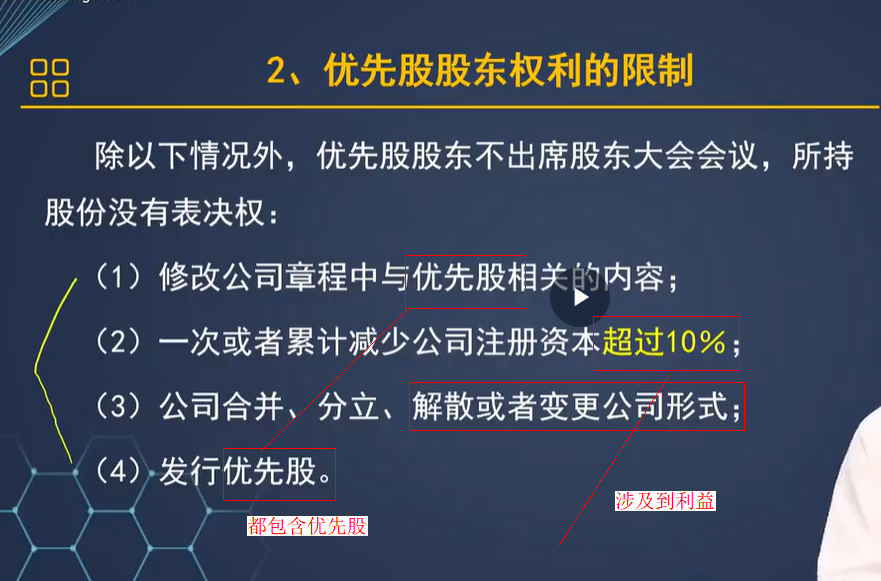 2、优先股股东权利的限制
除以下情况外，优先股股东不出席股东大会会议，所持
股份没有表决权：
（1）修改公司章程中与优先股相关的内容；
（2）一次或者累计减少公司注册资本超过10%；
（3）公司合并、分立、解散或者变更公司形式；
（4）发行优先股。
涉及到利益
都包含优先股